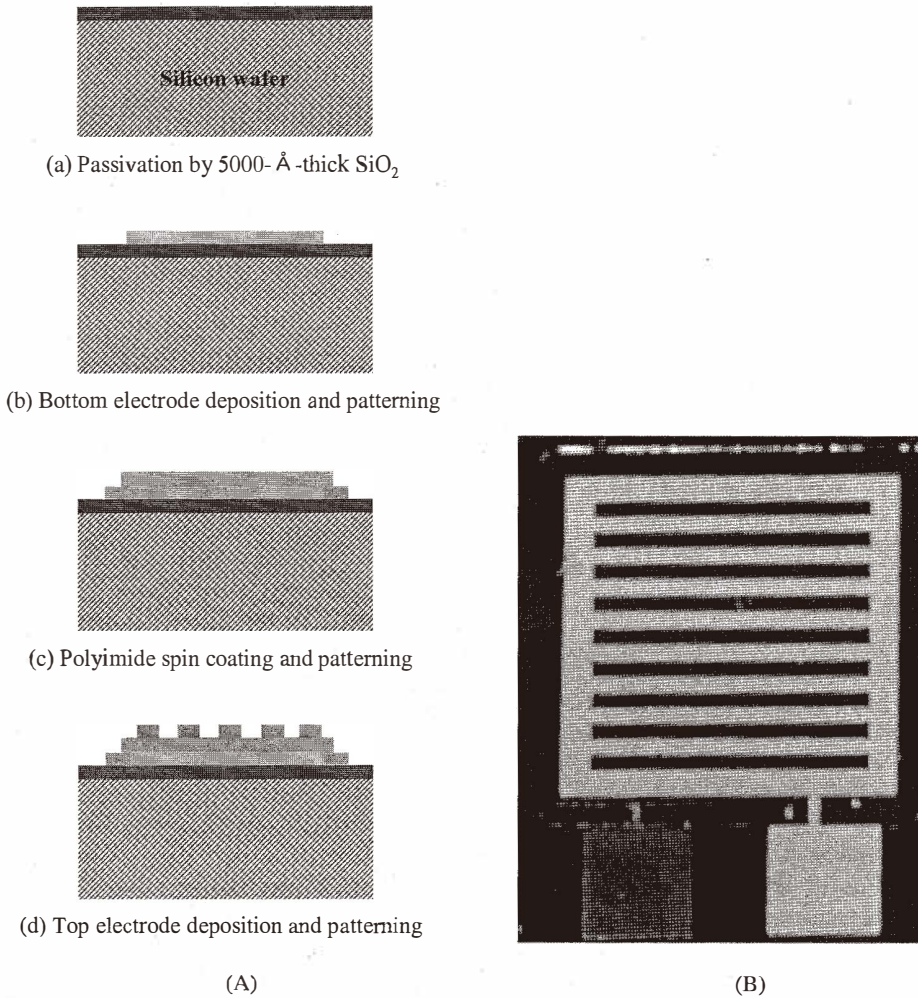 Silicon wafer
(a) Passivation by 5000- Å -thick SiO₂
(b) Bottom electrode deposition and patterning
(c) Polyimide spin coating and patterning
(d) Top electrode deposition and patterning
(A)
(B)